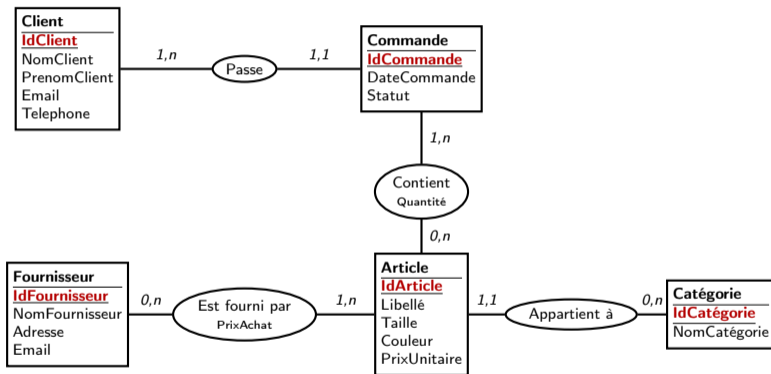 Client
IdClient
NomClient
PrenomClient
Email
Telephone
1,n
Passe
1,1
Commande
IdCommande
DateCommande
Statut
1,n
Contient
Quantité
0,n
Fournisseur
IdFournisseur
NomFournisseur
Adresse
Email
0,n
Est fourni par
PrixAchat
1,n
Article
IdArticle
Libellé
Taille
Couleur
PrixUnitaire
1,1
Appartient à
0,n
Catégorie
IdCatégorie
NomCatégorie